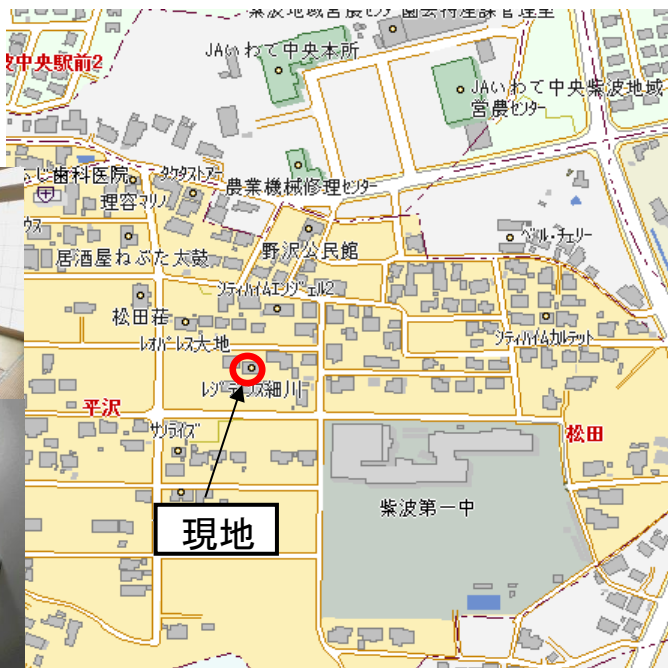 JAいわて中央本所
波中央駅前2
JAいわて中央紫波地域
営農センター
ふじ歯科医院
タクタストアー
農業機械修理センター
理容マリノ
ウス
野沢公民館
ベル・チェリー
居酒屋ねぶた太鼓
シティハイムエンジェル2
松田荘
レオパレス大地
シティハイムカルテット
レジデンス細川
平沢
サンライズ
松田
紫波第一中
現地